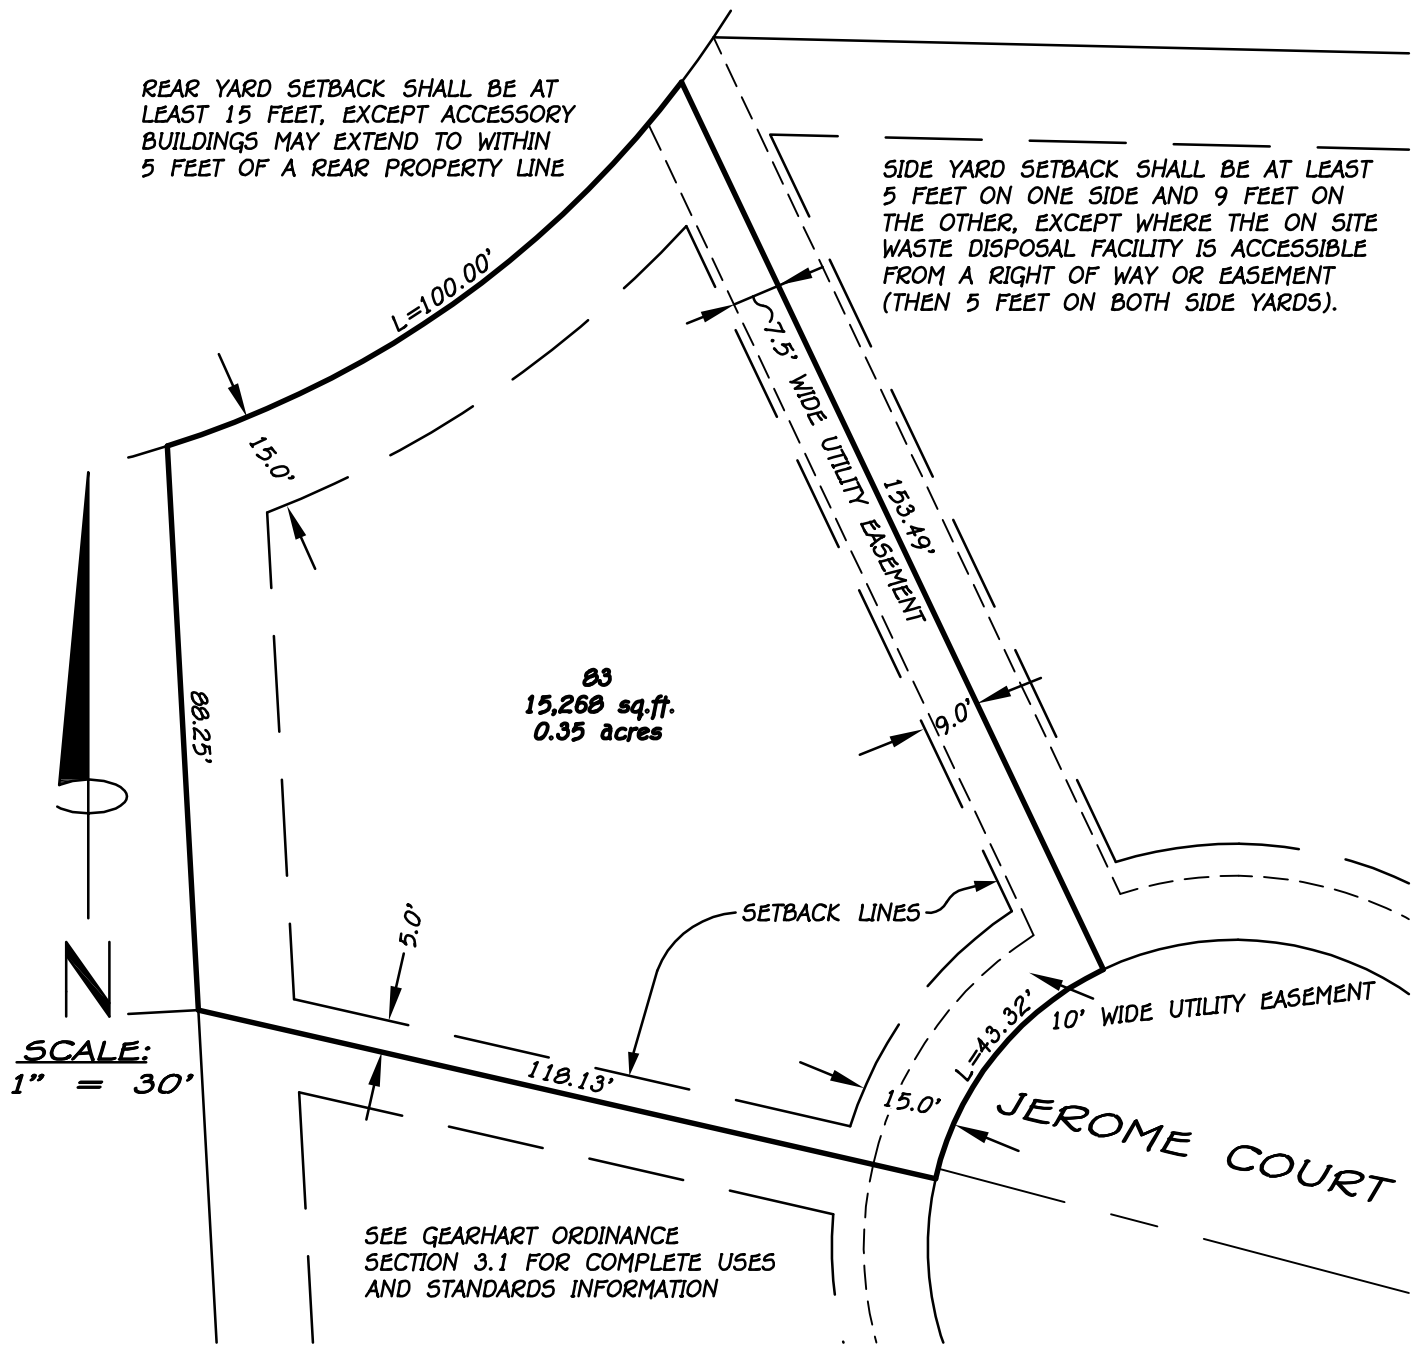 REAR YARD SETBACK SHALL BE AT
LEAST 15 FEET, EXCEPT ACCESSORY
BUILDINGS MAY EXTEND TO WITHIN
5 FEET OF A REAR PROPERTY LINE
SIDE YARD SETBACK SHALL BE AT LEAST
5 FEET ON ONE SIDE AND 9 FEET ON
THE OTHER, EXCEPT WHERE THE ON SITE
WASTE DISPOSAL FACILITY IS ACCESSIBLE
FROM A RIGHT OF WAY OR EASEMENT
(THEN 5 FEET ON BOTH SIDE YARDS).
L=100.00'
15.0'
7.5' WIDE UTILITY EASEMENT
153.49'
88.25'
83
15,268 sq.ft.
0.35 acres
9.0'
5.0'
SETBACK LINES
N
SCALE:
1" = 30'
118.13'
15.0'
L=43.32'
10' WIDE UTILITY EASEMENT
JEROME COURT
SEE GEARHART ORDINANCE
SECTION 3.1 FOR COMPLETE USES
AND STANDARDS INFORMATION